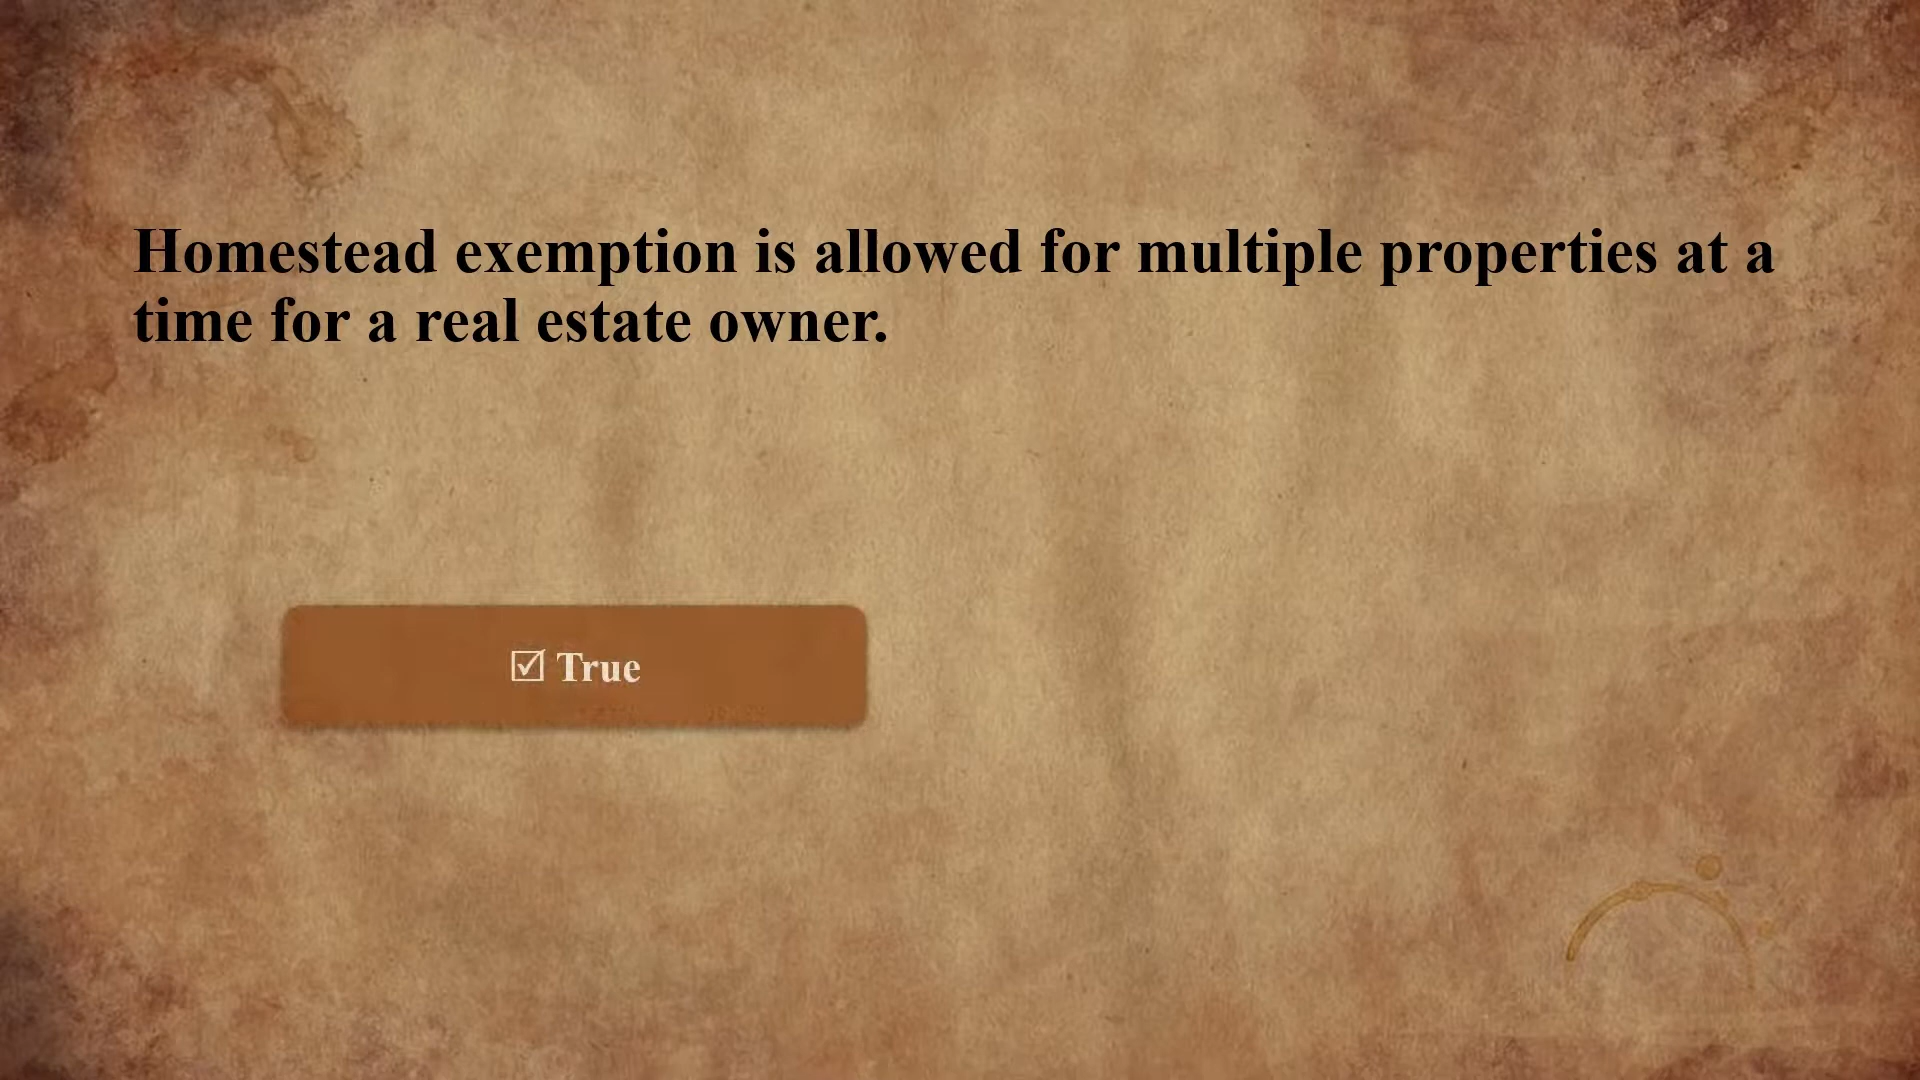 Homestead exemption is allowed for multiple properties at a
time for a real estate owner.
☑ True